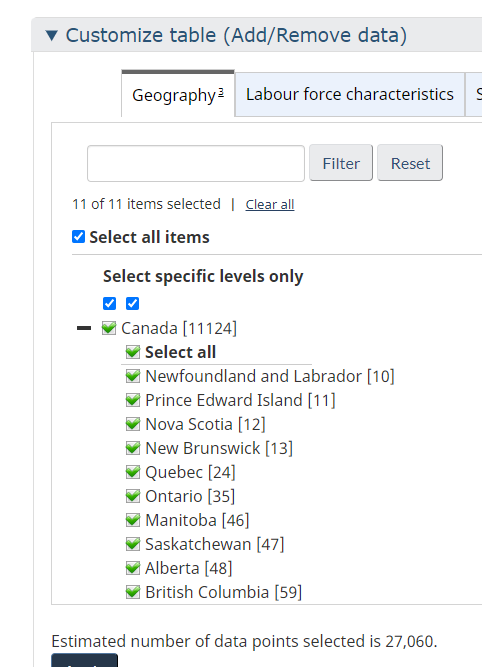 ▼ Customize table (Add/Remove data)
Geography 3 Labour force characteristics S
Filter Reset
11 of 11 items selected | Clear all
Select all items
Select specific levels only
Canada [11124]
Select all
Newfoundland and Labrador [10]
Prince Edward Island [11]
Nova Scotia [12]
New Brunswick [13]
Quebec [24]
Ontario [35]
Manitoba [46]
Saskatchewan [47]
Alberta [48]
British Columbia [59]
Estimated number of data points selected is 27,060.